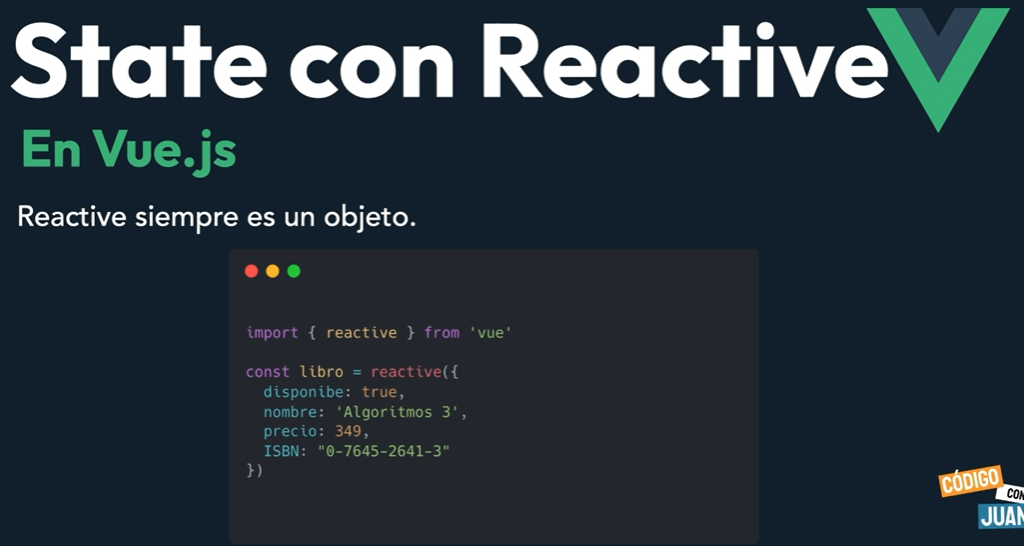 State con Reactive
En Vue.js
Reactive siempre es un objeto.
import { reactive } from 'vue'
const libro = reactive({
  disponibe: true,
  nombre: 'Algoritmos 3',
  precio: 349,
  ISBN: "0-7645-2641-3"
})
CÓDIGO
CON
JUAN